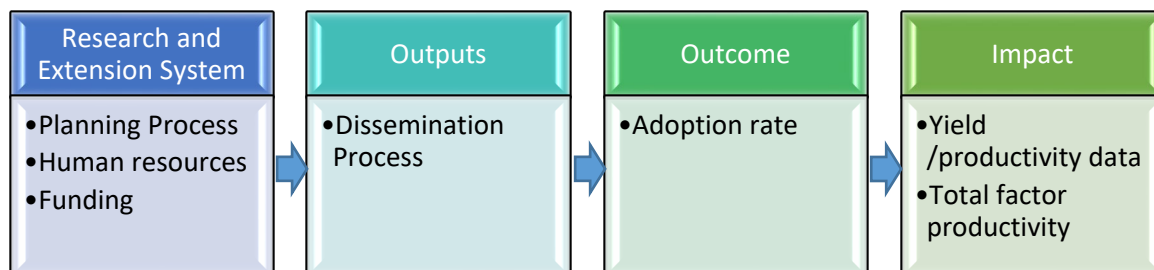 Research and
Extension System
•Planning Process
•Human resources
•Funding
Outputs
•Dissemination
Process
Outcome
•Adoption rate
Impact
•Yield
/productivity data
•Total factor
productivity